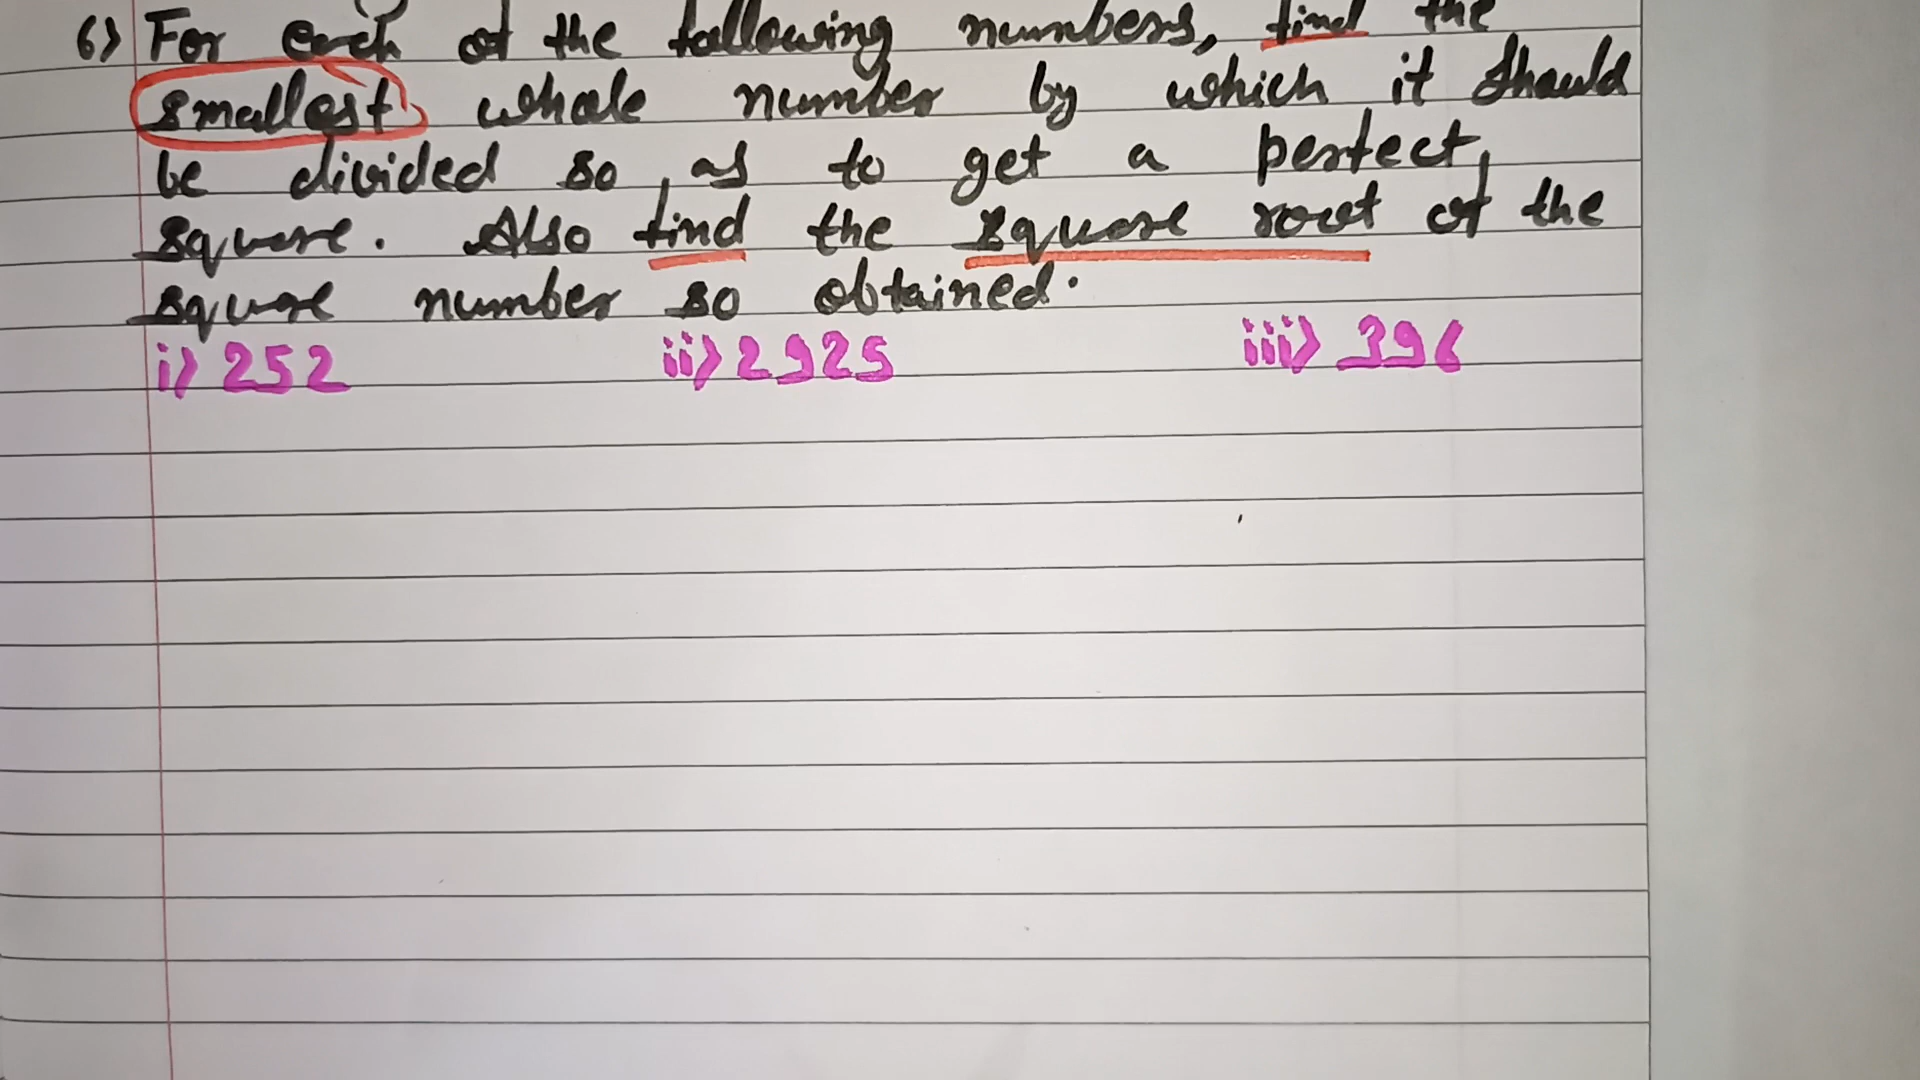 6) For each of the following numbers, find the
smallest whole number by which it should
be divided so as to get a perfect
square. Also find the square root of the
square number so obtained.
i) 252 ii) 2925 iii) 396